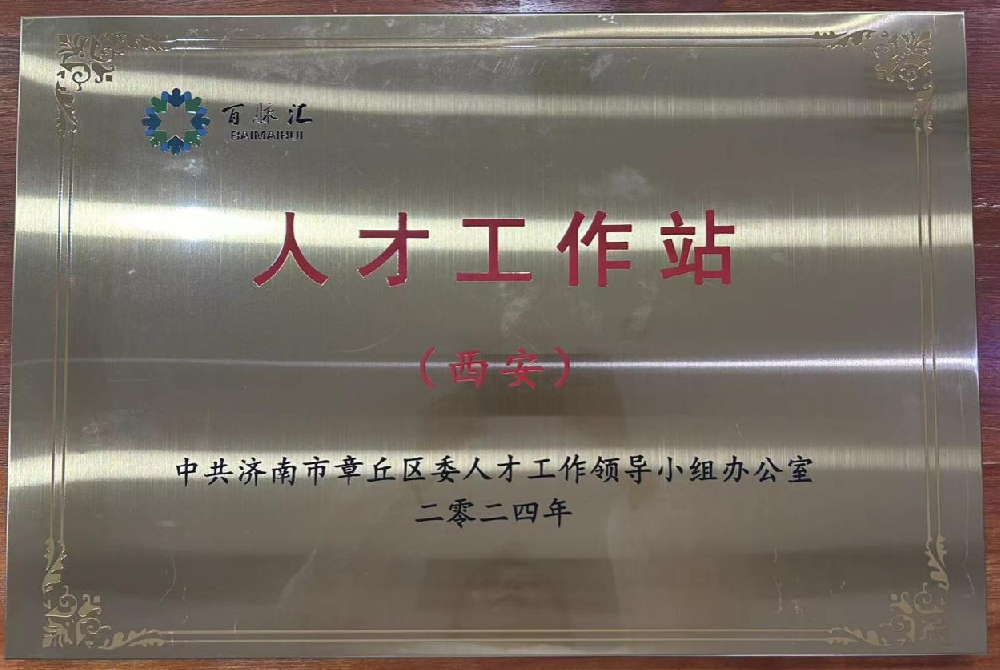 百脉汇
BAIMAIHUI
人才工作站
（西安）
中共济南市章丘区委人才工作领导小组办公室
二零二四年